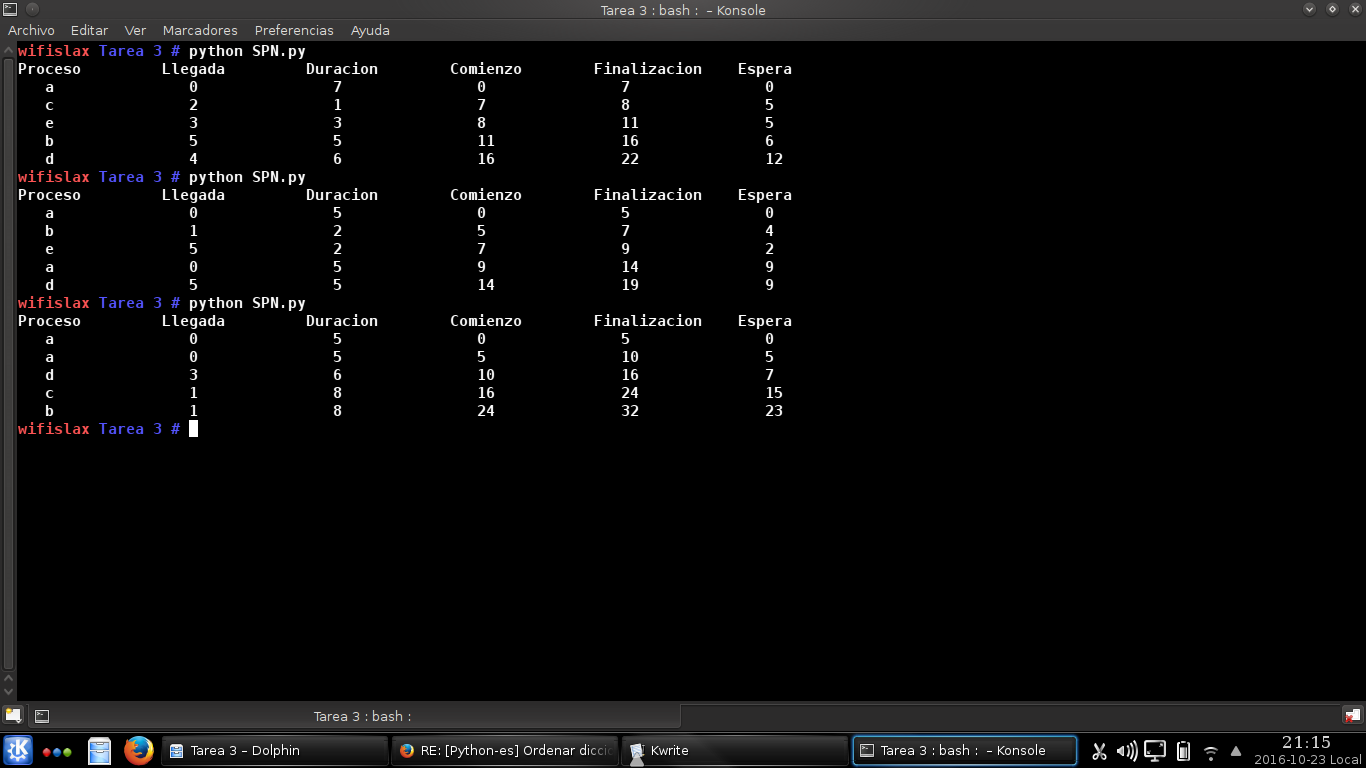 Tarea 3 : bash : – Konsole
Archivo Editar Ver Marcadores Preferencias Ayuda
wifislax Tarea 3 # python SPN.py
Proceso Llegada Duracion Comienzo Finalizacion Espera
a 0 7 0 7 0
c 2 1 7 8 5
e 3 3 8 11 5
b 5 5 11 16 6
d 4 6 16 22 12
wifislax Tarea 3 # python SPN.py
Proceso Llegada Duracion Comienzo Finalizacion Espera
a 0 5 0 5 0
b 1 2 5 7 4
e 5 2 7 9 2
a 0 5 9 14 9
d 5 5 14 19 9
wifislax Tarea 3 # python SPN.py
Proceso Llegada Duracion Comienzo Finalizacion Espera
a 0 5 0 5 0
a 0 5 5 10 5
d 3 6 10 16 7
c 1 8 16 24 15
b 1 8 24 32 23
wifislax Tarea 3 #
Tarea 3 : bash :
Tarea 3 – Dolphin
RE: [Python-es] Ordenar dicci
Kwrite
Tarea 3 : bash : – Konsole
21:15
2016-10-23 Local